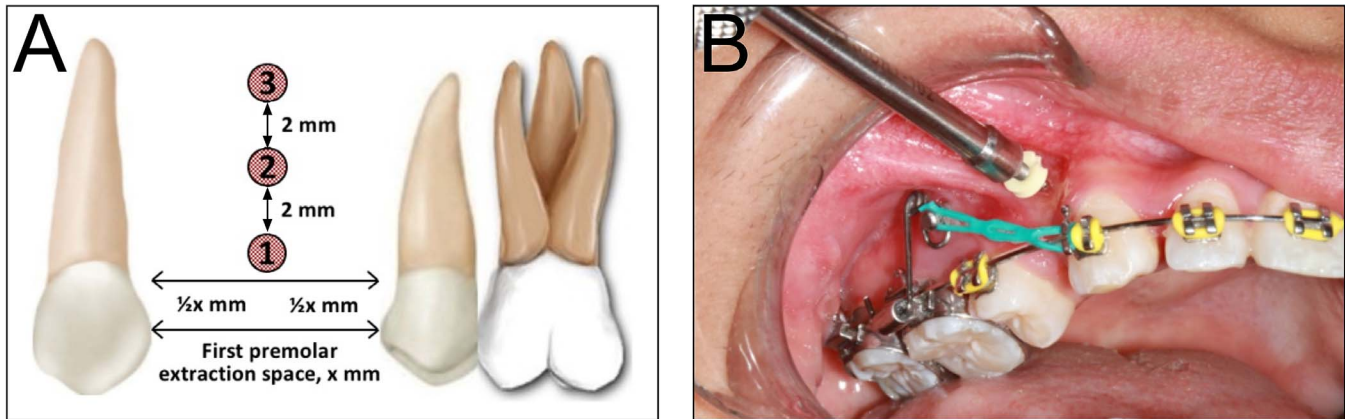 A
3
2 mm
2
2 mm
1
½x mm ½x mm
First premolar
extraction space, x mm
B